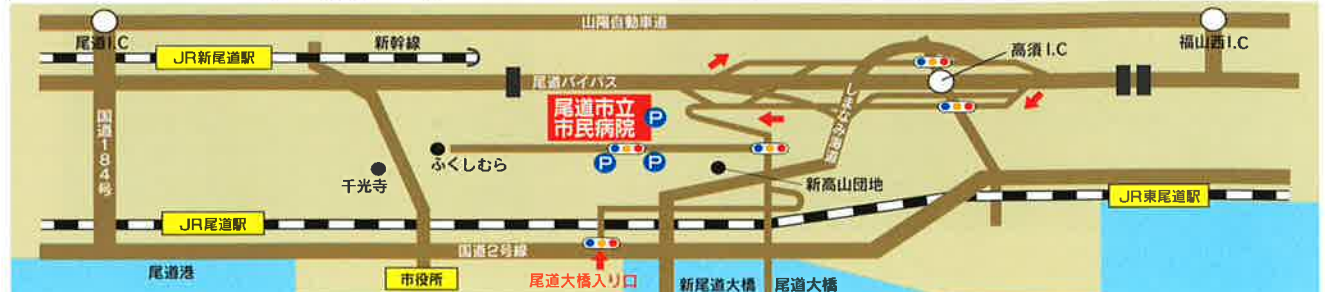 山陽自動車道
尾道I.C
福山西I.C
JR新尾道駅
新幹線
高須I.C
尾道バイパス
国道184号
尾道市立
市民病院
P
P
P
しまなみ海道
ふくしむら
千光寺
新高山団地
JR東尾道駅
JR尾道駅
国道2号線
尾道港
市役所
尾道大橋入り口
新尾道大橋
尾道大橋